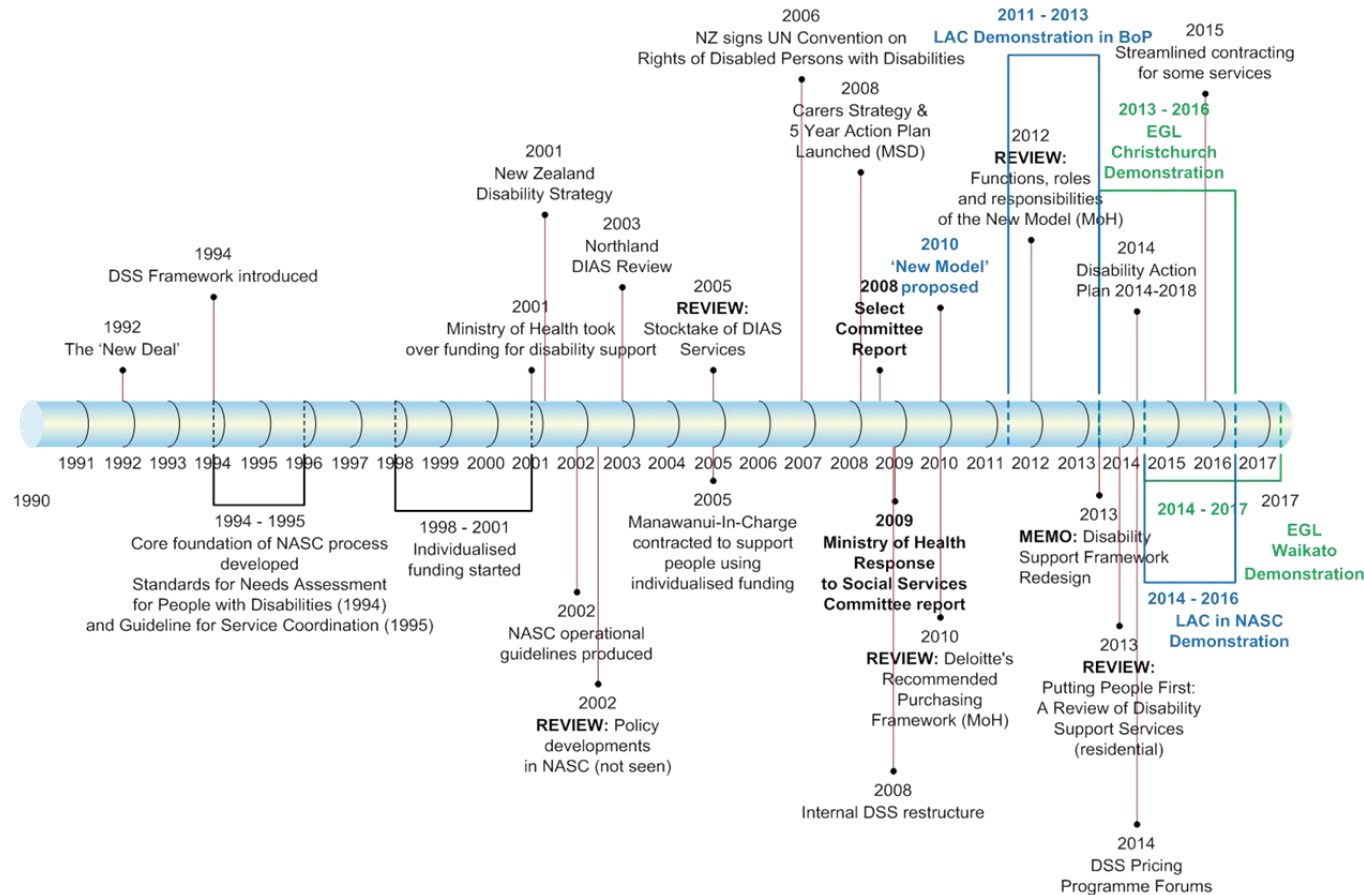 2006
NZ signs UN Convention on
Rights of Disabled Persons with Disabilities
2011 - 2013
LAC Demonstration in BoP
2015
Streamlined contracting
for some services
2008
Carers Strategy &
5 Year Action Plan
Launched (MSD)
2013 - 2016
EGL
Christchurch
Demonstration
2012
REVIEW:
Functions, roles
and responsibilities
of the New Model (MoH)
2001
New Zealand
Disability Strategy
2003
Northland
DIAS Review
1994
DSS Framework introduced
2010
'New Model'
proposed
2014
Disability Action
Plan 2014-2018
2005
REVIEW:
Stocktake of DIAS
Services
2008
Select
Committee
Report
2001
Ministry of Health took
over funding for disability support
1992
The ‘New Deal’
1991 1992 1993 1994 1995 1996 1997 1998 1999 2000 2001 2002 2003 2004 2005 2006 2007 2008 2009 2010 2011 2012 2013 2014 2015 2016 2017
1990
1994 - 1995
Core foundation of NASC process
developed
Standards for Needs Assessment
for People with Disabilities (1994)
and Guideline for Service Coordination (1995)
1998 - 2001
Individualised
funding started
2002
NASC operational
guidelines produced
2002
REVIEW: Policy
developments
in NASC (not seen)
2005
Manawanui-In-Charge
contracted to support
people using
individualised funding
2009
Ministry of Health
Response
to Social Services
Committee report
2010
REVIEW: Deloitte's
Recommended
Purchasing
Framework (MoH)
2008
Internal DSS restructure
2013
MEMO: Disability
Support Framework
Redesign
2013
REVIEW:
Putting People First:
A Review of Disability
Support Services
(residential)
2014
DSS Pricing
Programme Forums
2014 - 2017
2017
EGL
Waikato
Demonstration
2014 - 2016
LAC in NASC
Demonstration